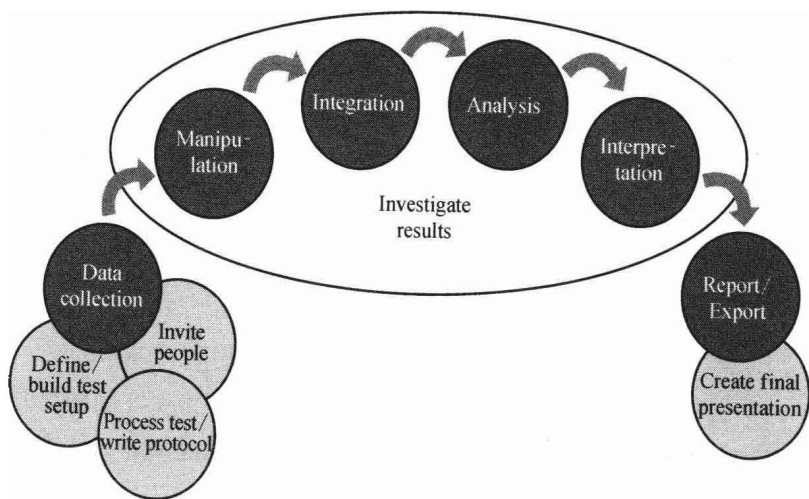 Manipu-
lation
Integration
Analysis
Interpre-
tation
Investigate
results
Data
collection
Invite
people
Define/
build test
setup
Process test/
write protocol
Report/
Export
Create final
presentation